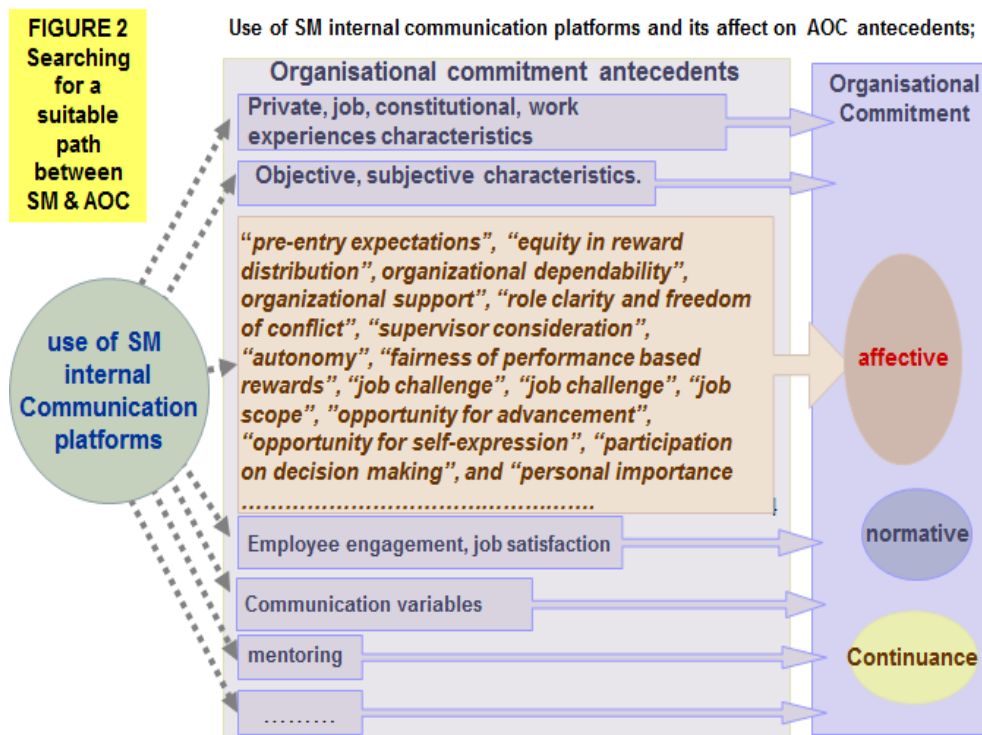 FIGURE 2
Searching
for a
suitable
path
between
SM & AOC
Use of SM internal communication platforms and its affect on AOC antecedents;
Organisational commitment antecedents
Private, job, constitutional, work
experiences characteristics
Objective, subjective characteristics.
“pre-entry expectations”, “equity in reward
distribution”, organizational dependability”,
organizational support”, “role clarity and freedom
of conflict”, “supervisor consideration”,
“autonomy”, “fairness of performance based
rewards”, “job challenge”, “job challenge”, “job
scope”, ”opportunity for advancement”,
“opportunity for self-expression”, “participation
on decision making”, and “personal importance
………………………………………….
Employee engagement, job satisfaction
Communication variables
mentoring
………
use of SM
internal
Communication
platforms
Organisational
Commitment
affective
normative
Continuance